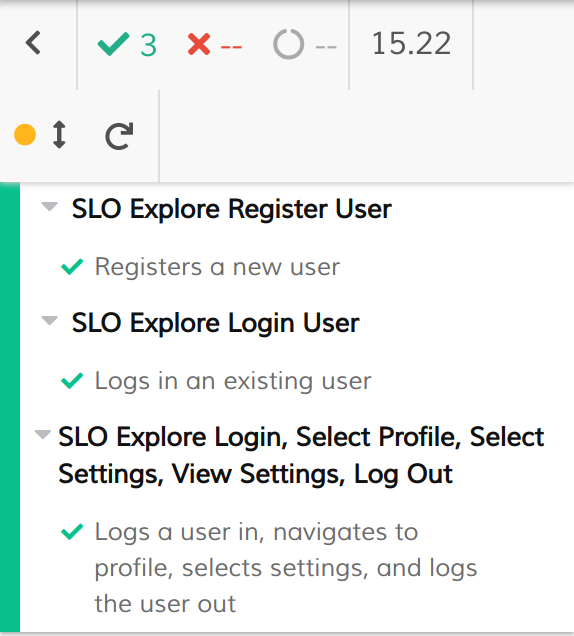 3 -- -- 15.22
SLO Explore Register User
Registers a new user
SLO Explore Login User
Logs in an existing user
SLO Explore Login, Select Profile, Select
Settings, View Settings, Log Out
Logs a user in, navigates to
profile, selects settings, and logs
the user out